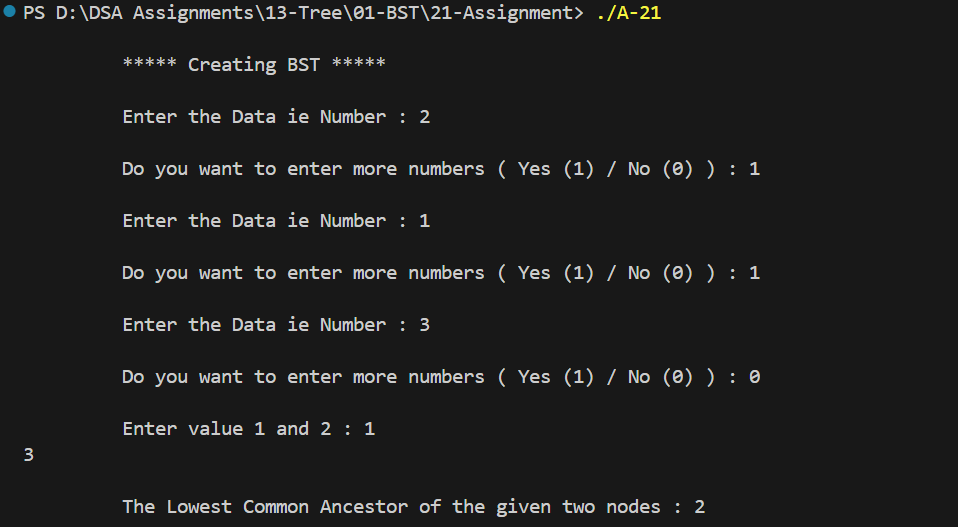 PS D:\DSA Assignments\13-Tree\01-BST\21-Assignment> ./A-21
***** Creating BST *****
Enter the Data ie Number : 2
Do you want to enter more numbers ( Yes (1) / No (0) ) : 1
Enter the Data ie Number : 1
Do you want to enter more numbers ( Yes (1) / No (0) ) : 1
Enter the Data ie Number : 3
Do you want to enter more numbers ( Yes (1) / No (0) ) : 0
Enter value 1 and 2 : 1
3
The Lowest Common Ancestor of the given two nodes : 2